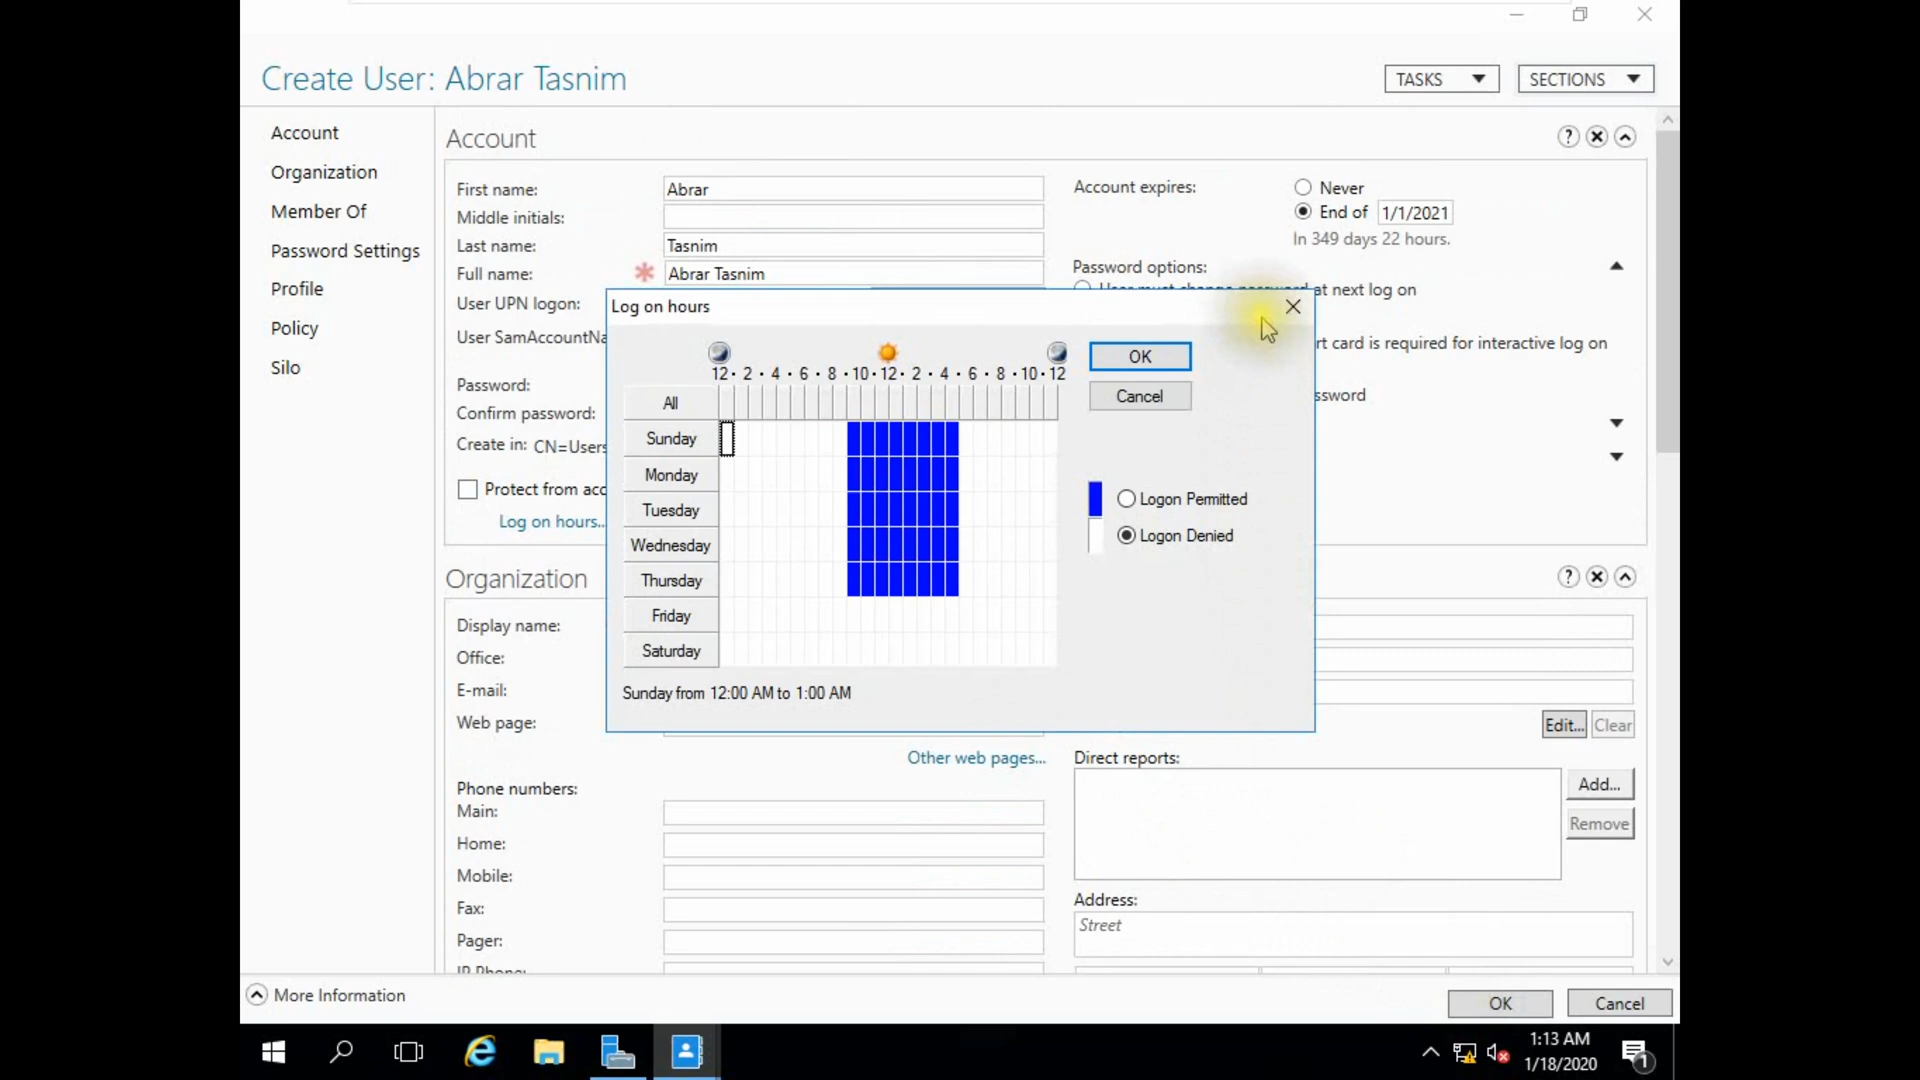 Create User: Abrar Tasnim
TASKS
SECTIONS
Account
Organization
Member Of
Password Settings
Profile
Policy
Silo
Account
First name:
Abrar
Middle initials:
Last name:
Tasnim
Full name:
Abrar Tasnim
User UPN logon:
User SamAccountNa
Password:
Confirm password:
Create in: CN=Users
Protect from acc
Log on hours...
Account expires:
Never
End of 1/1/2021
In 349 days 22 hours.
Password options:
User must change password at next log on
rt card is required for interactive log on
ssword
Log on hours
12 · 2 · 4 · 6 · 8 · 10 · 12 · 2 · 4 · 6 · 8 · 10 · 12
All
Sunday
Monday
Tuesday
Wednesday
Thursday
Friday
Saturday
Sunday from 12:00 AM to 1:00 AM
OK
Cancel
Logon Permitted
Logon Denied
Organization
Display name:
Office:
E-mail:
Web page:
Other web pages...
Phone numbers:
Main:
Home:
Mobile:
Fax:
Pager:
IP Phone:
Edit...
Clear
Direct reports:
Add...
Remove
Address:
Street
More Information
OK
Cancel
1:13 AM
1/18/2020
1